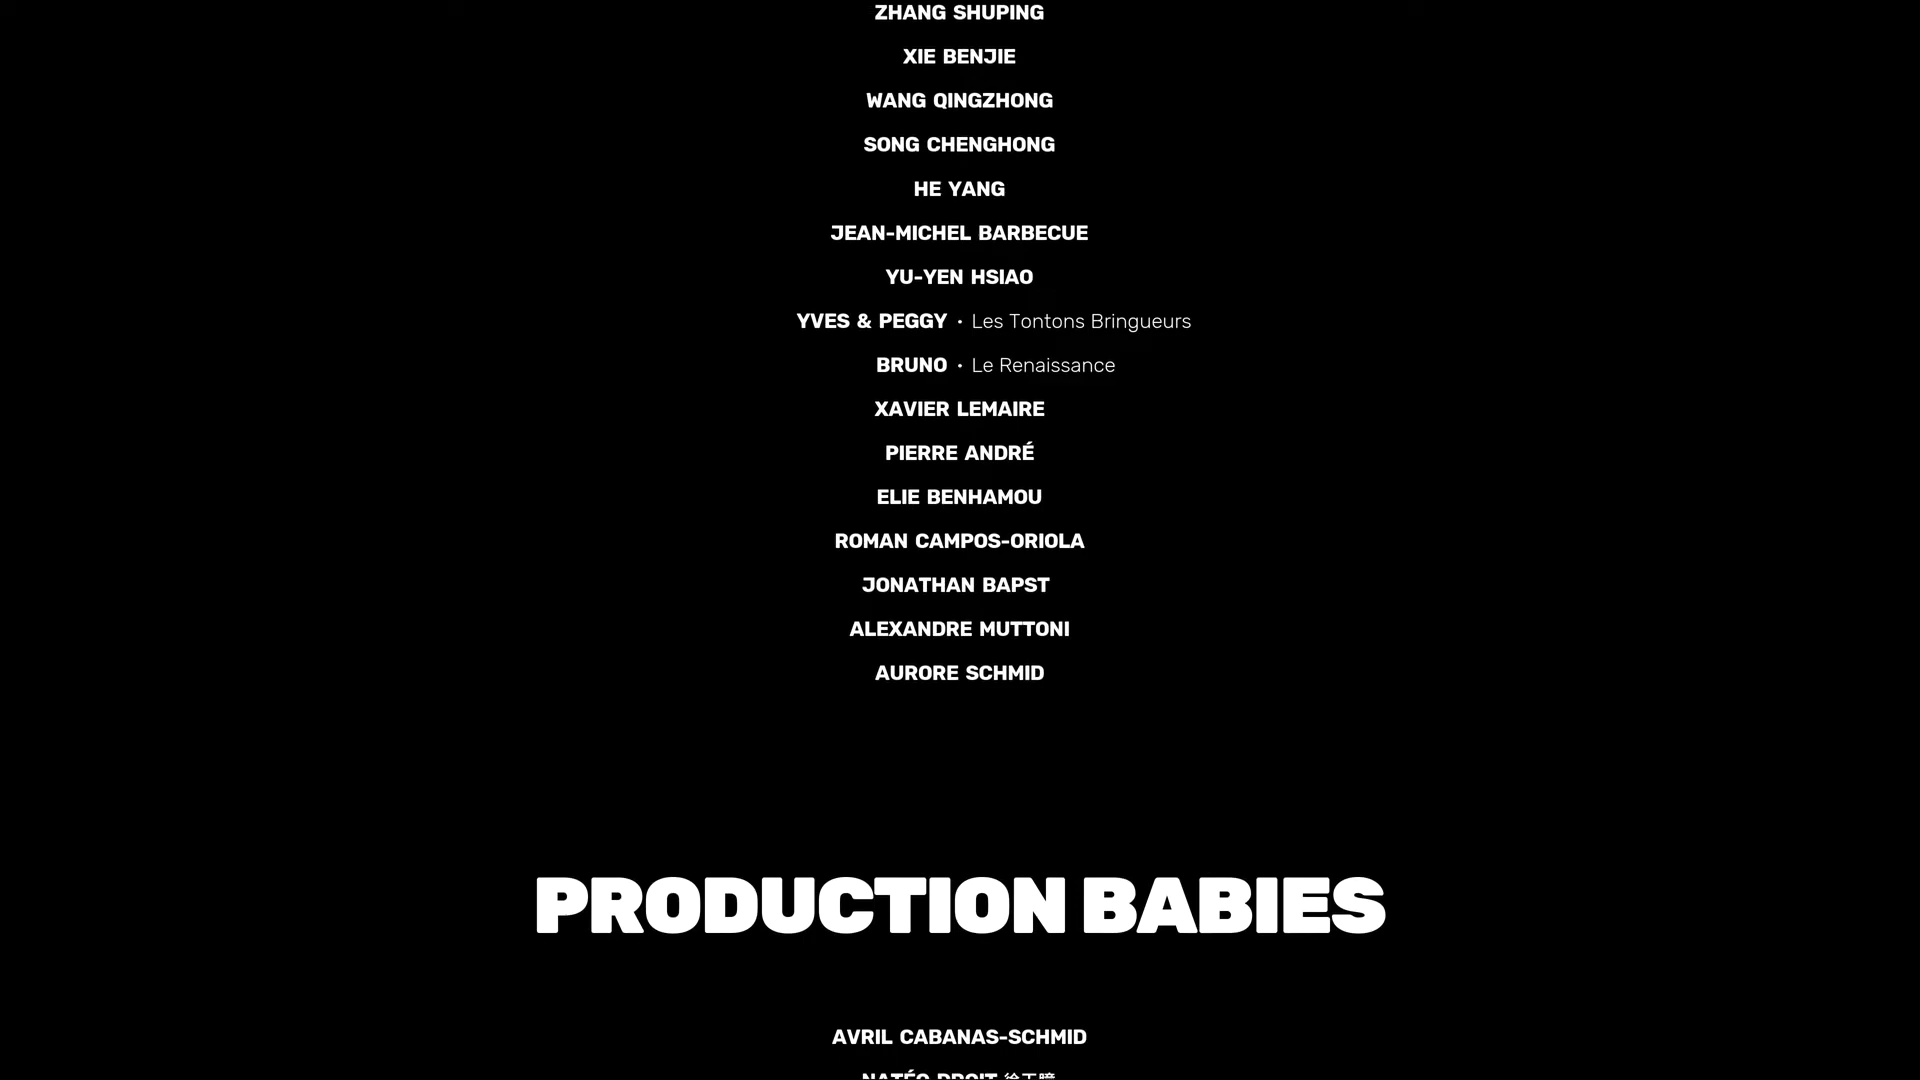 ZHANG SHUPING
XIE BENJIE
WANG QINGZHONG
SONG CHENGHONG
HE YANG
JEAN-MICHEL BARBECUE
YU-YEN HSIAO
YVES & PEGGY • Les Tontons Bringueurs
BRUNO • Le Renaissance
XAVIER LEMAIRE
PIERRE ANDRÉ
ELIE BENHAMOU
ROMAN CAMPOS-ORIOLA
JONATHAN BAPST
ALEXANDRE MUTTONI
AURORE SCHMID
PRODUCTION BABIES
AVRIL CABANAS-SCHMID
NATÉO DROIT